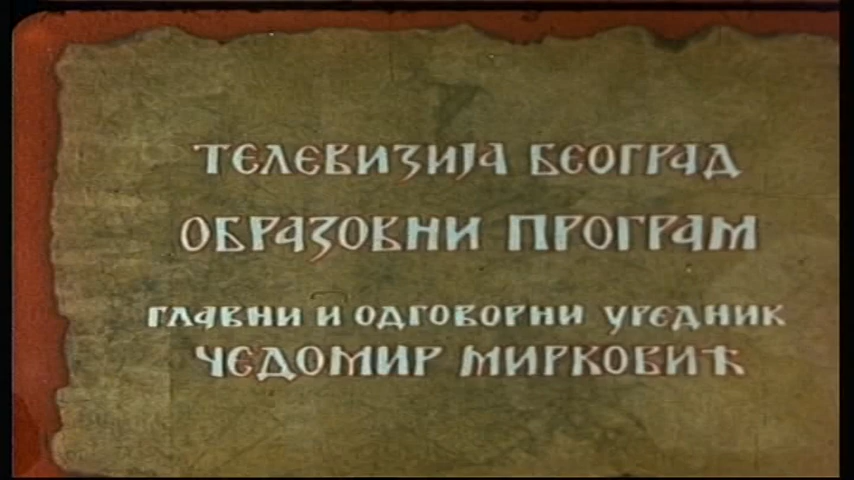 ТЕЛЕВИЗИЈА БЕОГРАД
ОБРАЗОВНИ ПРОГРАМ
ГЛАВНИ И ОДГОВОРНИ УРЕДНИК
ЧЕДОМИР МИРКОВИЋ